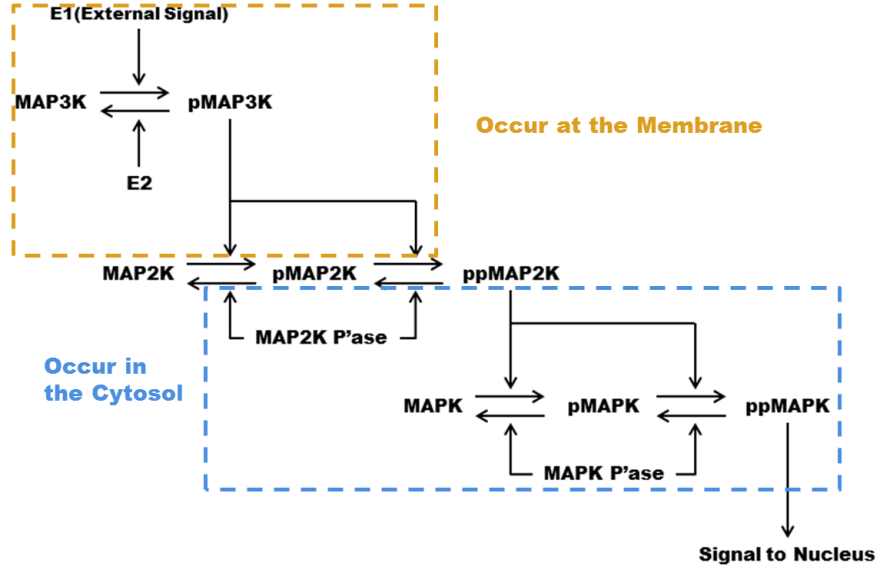 E1(External Signal)
MAP3K pMAP3K
Occur at the Membrane
E2
MAP2K pMAP2K ppMAP2K
MAP2K P'ase
Occur in
the Cytosol
MAPK pMAPK ppMAPK
MAPK P'ase
Signal to Nucleus